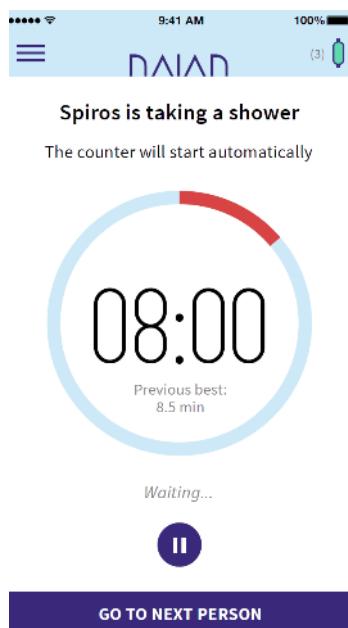 9:41 AM
100%
NAIAD
(3)
Spiros is taking a shower
The counter will start automatically
08:00
Previous best:
8.5 min
Waiting...
GO TO NEXT PERSON